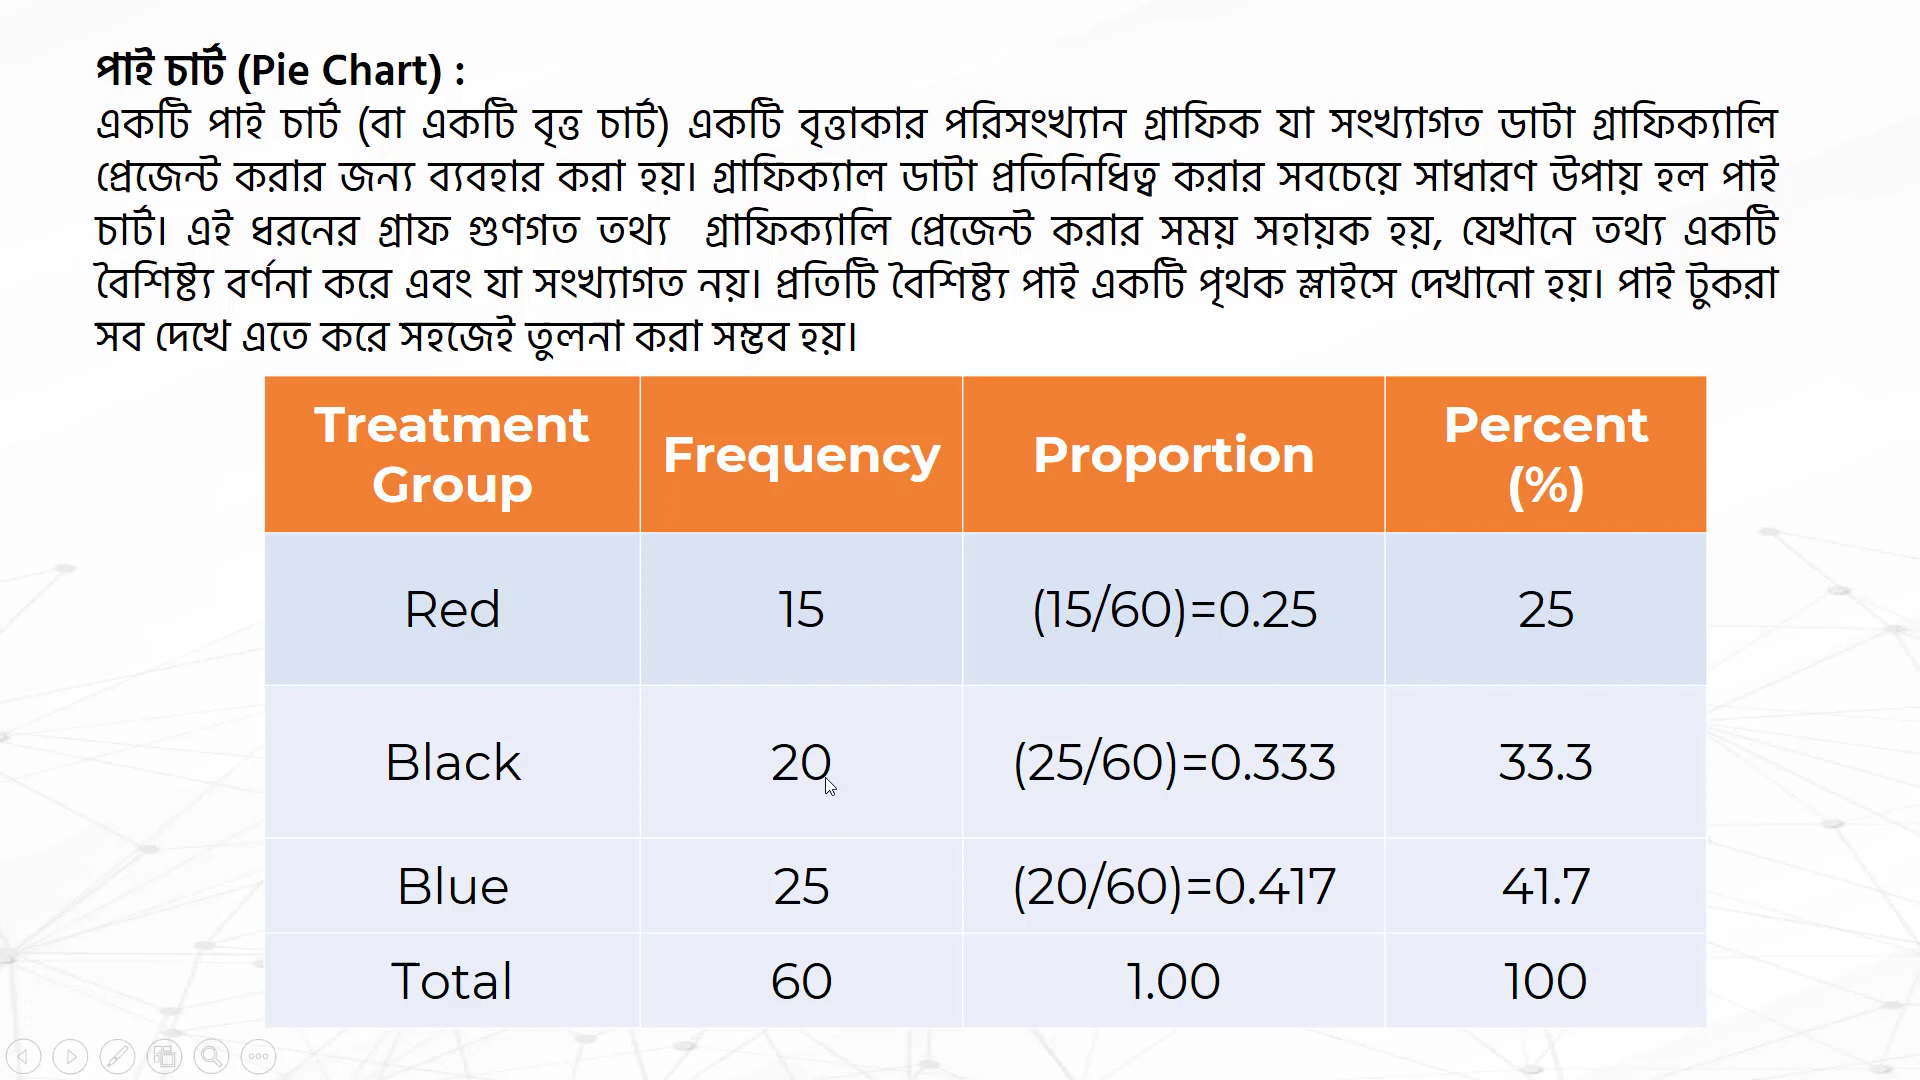 পাই চার্ট (Pie Chart) :
একটি পাই চার্ট (বা একটি বৃত্ত চার্ট) একটি বৃত্তাকার পরিসংখ্যান গ্রাফিক যা সংখ্যাগত ডাটা গ্রাফিক্যালি
প্রেজেন্ট করার জন্য ব্যবহার করা হয়। গ্রাফিক্যাল ডাটা প্রতিনিধিত্ব করার সবচেয়ে সাধারণ উপায় হল পাই
চার্ট। এই ধরনের গ্রাফ গুণগত তথ্য গ্রাফিক্যালি প্রেজেন্ট করার সময় সহায়ক হয়, যেখানে তথ্য একটি
বৈশিষ্ট্য বর্ণনা করে এবং যা সংখ্যাগত নয়। প্রতিটি বৈশিষ্ট্য পাই একটি পৃথক স্লাইসে দেখানো হয়। পাই টুকরা
সব দেখে এতে করে সহজেই তুলনা করা সম্ভব হয়।
Treatment Group Frequency Proportion Percent (%)
Red 15 (15/60)=0.25 25
Black 20 (25/60)=0.333 33.3
Blue 25 (20/60)=0.417 41.7
Total 60 1.00 100